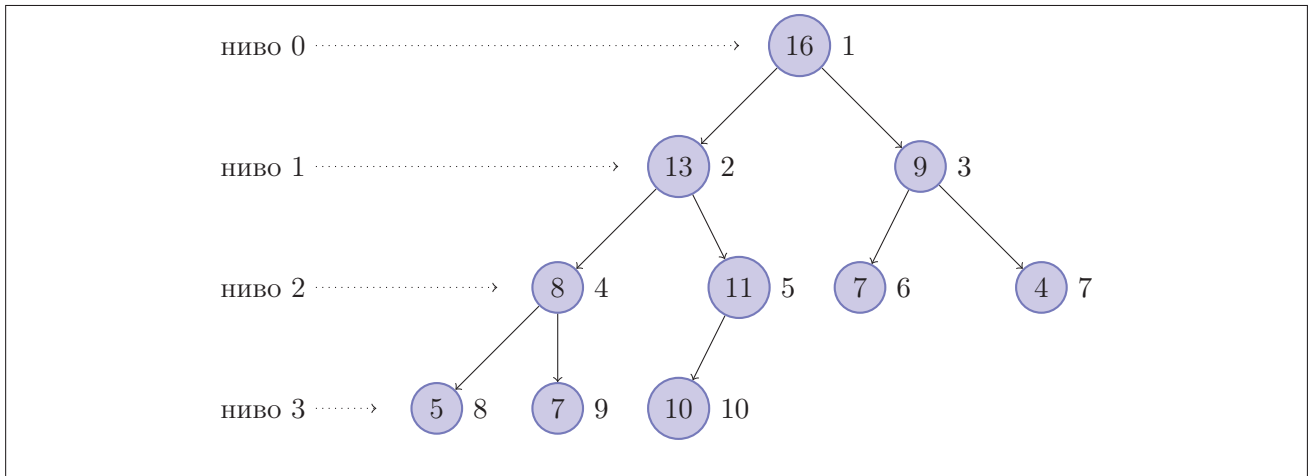 ниво 0 16 1
ниво 1 13 2 9 3
ниво 2 8 4 11 5 7 6 4 7
ниво 3 5 8 7 9 10 10